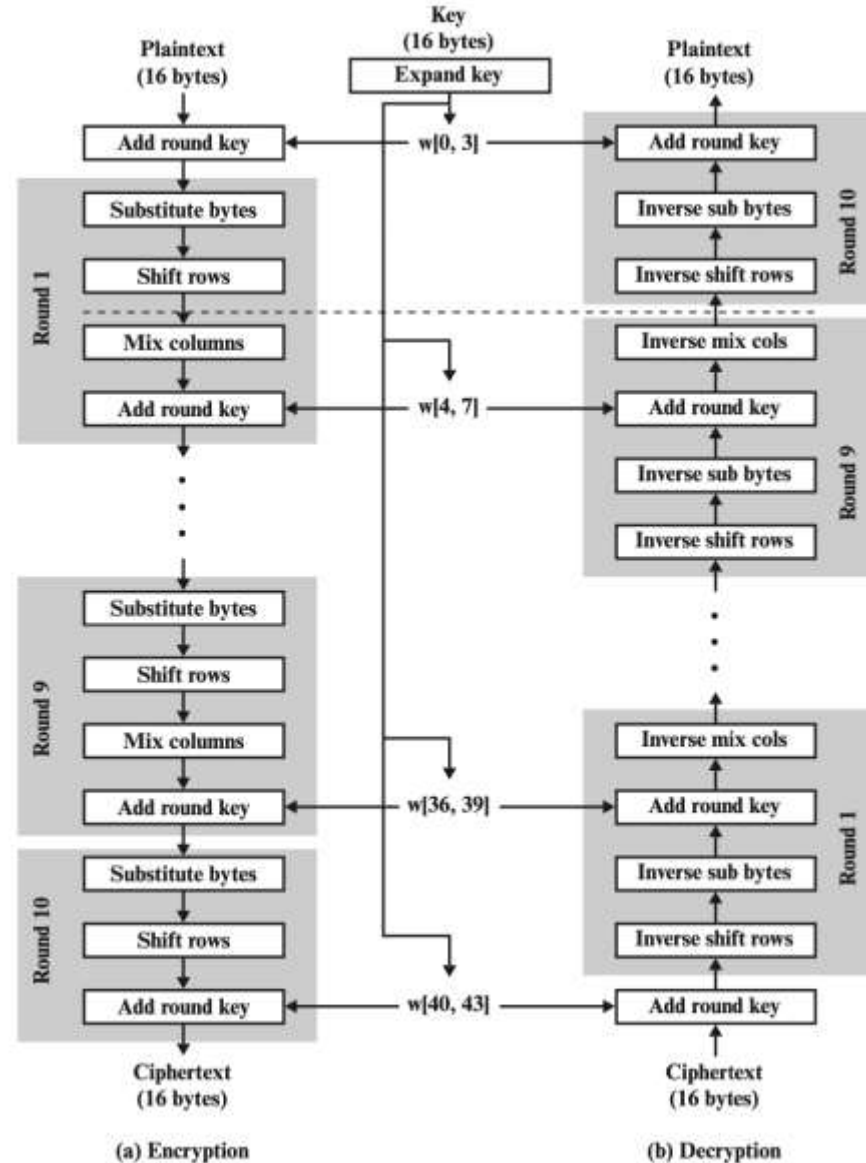 Key
(16 bytes)
Expand key
Plaintext
(16 bytes)
Add round key
Round 1
Substitute bytes
Shift rows
Mix columns
Add round key
Round 9
Substitute bytes
Shift rows
Mix columns
Add round key
Round 10
Substitute bytes
Shift rows
Add round key
Ciphertext
(16 bytes)
(a) Encryption
w[0, 3]
w[4, 7]
w[36, 39]
w[40, 43]
Plaintext
(16 bytes)
Add round key
Inverse sub bytes
Inverse shift rows
Round 10
Inverse mix cols
Add round key
Inverse sub bytes
Inverse shift rows
Round 9
Inverse mix cols
Add round key
Inverse sub bytes
Inverse shift rows
Round 1
Add round key
Ciphertext
(16 bytes)
(b) Decryption